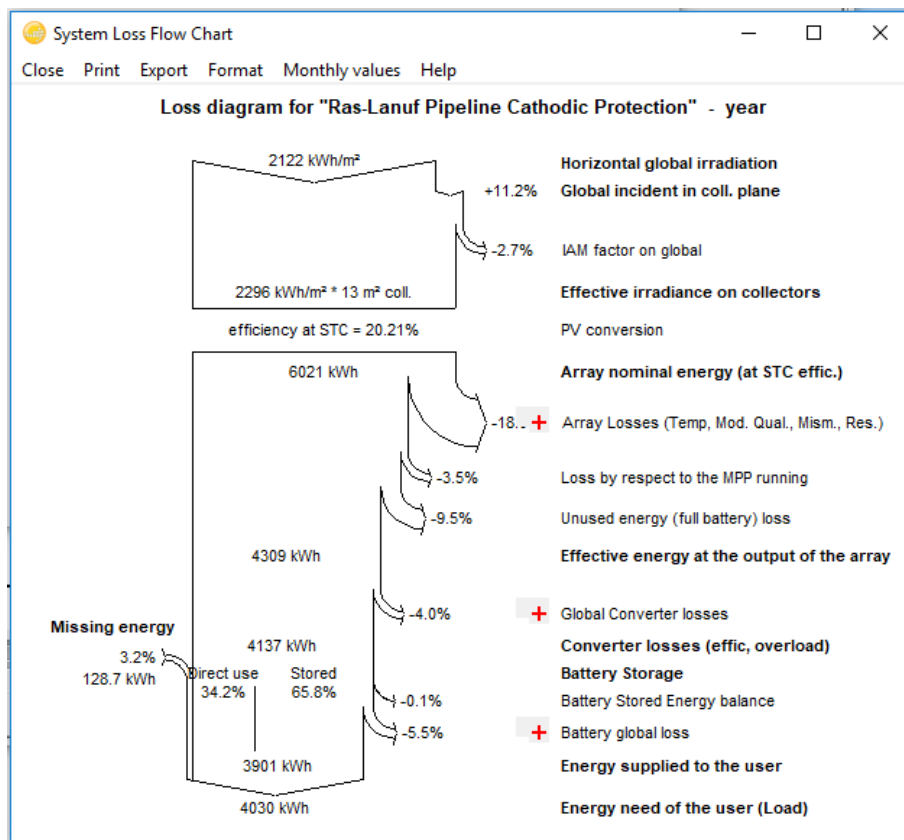 System Loss Flow Chart
Close Print Export Format Monthly values Help
Loss diagram for "Ras-Lanuf Pipeline Cathodic Protection" - year
2122 kWh/m² Horizontal global irradiation
+11.2% Global incident in coll. plane
-2.7% IAM factor on global
2296 kWh/m² * 13 m² coll. Effective irradiance on collectors
efficiency at STC = 20.21% PV conversion
6021 kWh Array nominal energy (at STC effic.)
-18. Array Losses (Temp, Mod. Qual., Mism., Res.)
-3.5% Loss by respect to the MPP running
-9.5% Unused energy (full battery) loss
4309 kWh Effective energy at the output of the array
-4.0% Global Converter losses
Missing energy
4137 kWh Converter losses (effic, overload)
3.2%
128.7 kWh
Direct use Stored Battery Storage
34.2% 65.8%
-0.1% Battery Stored Energy balance
-5.5% Battery global loss
3901 kWh Energy supplied to the user
4030 kWh Energy need of the user (Load)